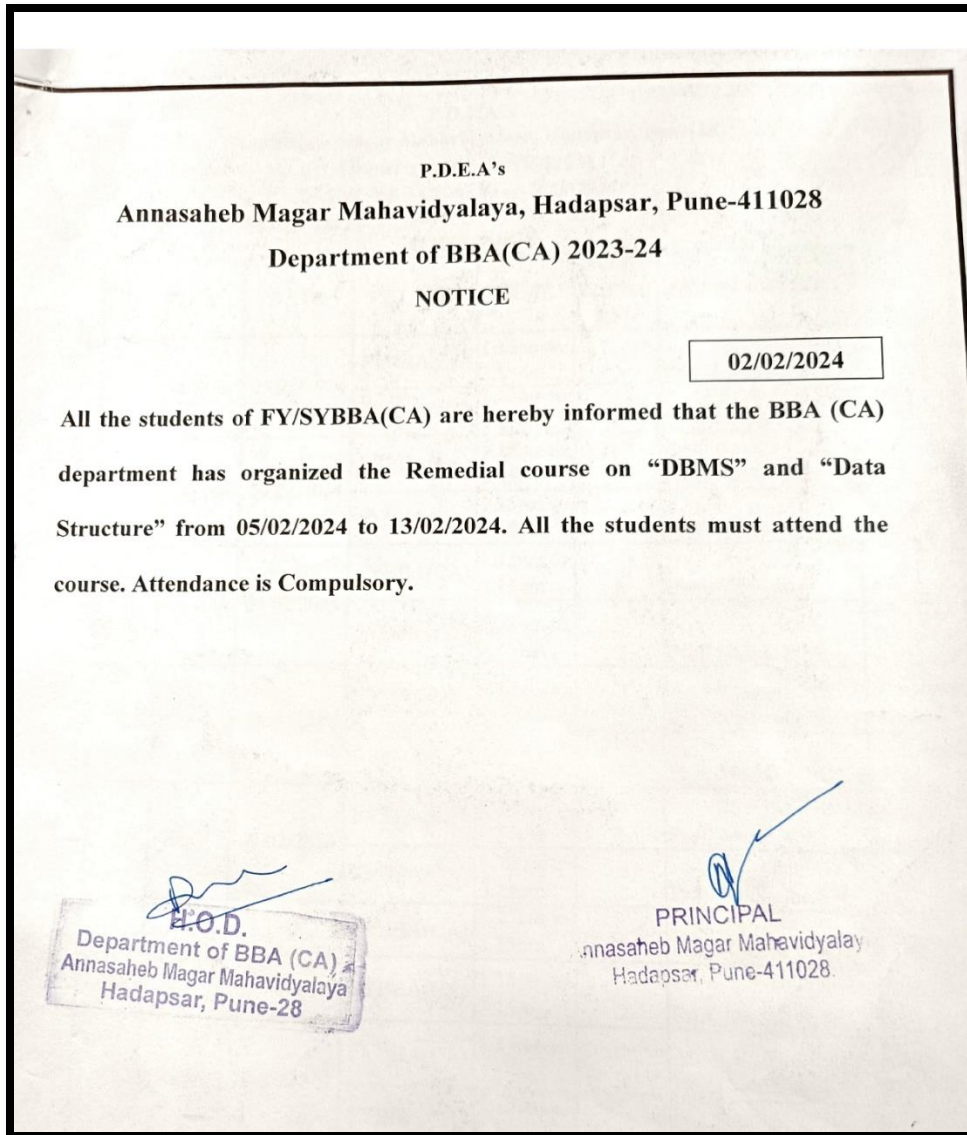 P.D.E.A's
Annasaheb Magar Mahavidyalaya, Hadapsar, Pune-411028
Department of BBA(CA) 2023-24
NOTICE
02/02/2024
All the students of FY/SYBBA(CA) are hereby informed that the BBA (CA)
department has organized the Remedial course on “DBMS” and “Data
Structure” from 05/02/2024 to 13/02/2024. All the students must attend the
course. Attendance is Compulsory.
H.O.D.
Department of BBA (CA)
Annasaheb Magar Mahavidyalaya
Hadapsar, Pune-28
PRINCIPAL
nnasaheb Magar Mahavidyalay
Hadapsar, Pune-411028.